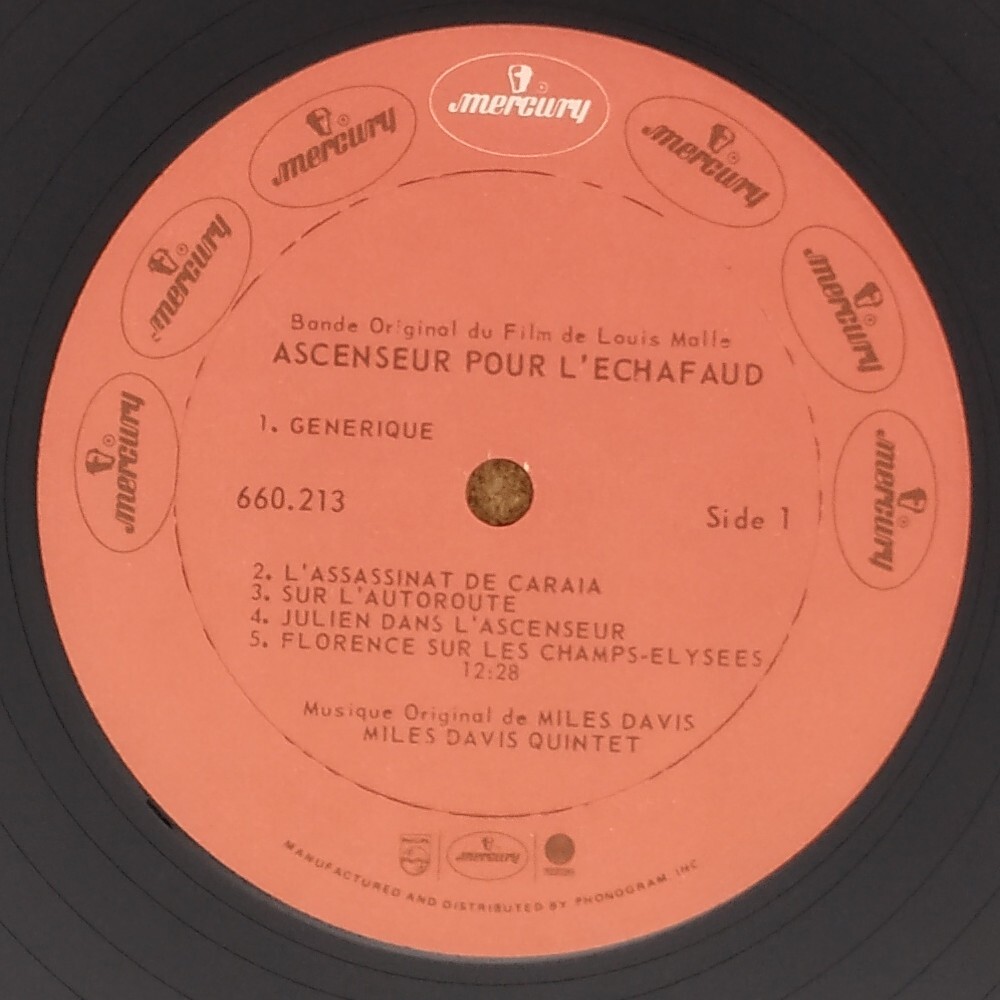 mercury
mercury
mercury
mercury
mercury
mercury
mercury
Bande Original du Film de Louis Malle
ASCENSEUR POUR L'ECHAFAUD
1. GENERIQUE
660.213
Side 1
2. L'ASSASSINAT DE CARAIA
3. SUR L'AUTOROUTE
4. JULIEN DANS L'ASCENSEUR
5. FLORENCE SUR LES CHAMPS-ELYSEES
12:28
Musique Original de MILES DAVIS
MILES DAVIS QUINTET
mercury
MANUFACTURED AND DISTRIBUTED BY PHONOGRAM, INC